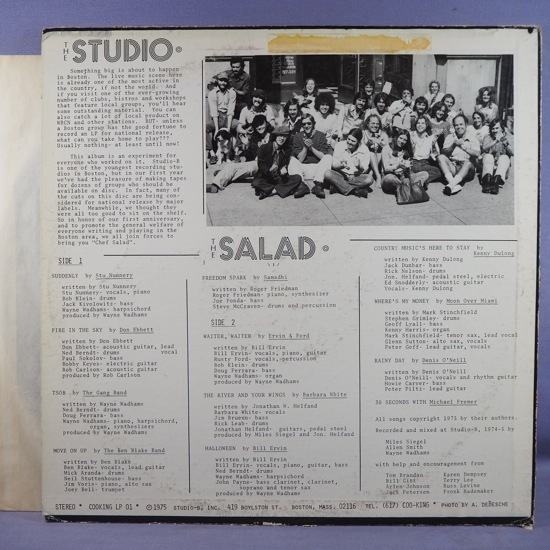 THE STUDIO
Something big is about to happen
in Boston. The live music scene here
is already one of the most active in
the country, if not the world. And
if you visit one of the ever-growing
number of clubs, bistros and workshops
that feature local groups, you'll hear
some outstanding material. You can
also catch a lot of local product on
WBCN and other stations. BUT- unless
a Boston group has the good fortune to
record an LP for national release,
what can you take home to play???
Usually nothing- at least until now!
This album is an experiment for
everyone who worked on it. Studio-B
is one of the youngest recording stu-
dios in Boston, but in our first year
we've had the pleasure of making tapes
for dozens of groups who should be
available on disc. In fact, many of
the cuts on this disc are being con-
sidered for national release by major
labels. Meanwhile, we thought they
were all too good to sit on the shelf.
So in honor of our first anniversary,
and to promote the general welfare of
everyone writing and playing in the
Boston area, we all join forces to
bring you "Chef Salad".
THE SALAD
SIDE 1
SUDDENLY by Stu Nunnery
written by Stu Nunnery
Stu Nunnery- vocals, piano
Rob Klein- drums
Jack Kivolowitz- bass
Wayne Wadhams- harpsichord
produced by Wayne Wadhams
FIRE IN THE SKY by Don Ebbett
written by Don Ebbett
Don Ebbett- acoustic guitar, lead
Ned Berndt- drums vocal
Paul Sokolov- bass
Bobby Keyes- electric guitar
Rob Carlson- acoustic guitar
produced by Rob Carlson
TSOB by The Gang Band
written by Wayne Wadhams
Ned Berndt- drums
Doug Ferrara- bass
Wayne Wadhams- piano, harpsichord,
organ, synthesizer
produced by Wayne Wadhams
MOVE ON UP by The Ben Blake Band
written by Ben Blake
Ben Blake- vocals, lead guitar
Mick Aranda- drums
Neil Stuttenhouse- bass
Jim Voris- piano, alto sax
Joey Bell- trumpet
FREEDOM SPARK by Samadhi
written by Roger Friedman
Roger Friedman- piano, synthesizer
Joe Fonda- bass
Steve McCraven- drums and percussion
SIDE 2
WAITER, WAITER by Ervin & Ford
written by Bill Ervin
Bill Ervin- vocals, piano, guitar
Rusty Ford- vocals, percussion
Rob Klein- drums
Doug Ferrara- bass
Wayne Wadhams- organ
produced by Wayne Wadhams
THE RIVER AND YOUR WINGS by Barbara White
written by Jonathan W. Helfand
Barbara White- vocal
Jim Bruenn- bass
Rick Leab- drums
Jonathan Helfand- guitars, pedal steel
produced by Miles Siegel and Jon. Helfand
HALLOWEEN by Bill Ervin
written by Bill Ervin
Bill Ervin- vocals, piano, guitar, bass
Ned Berndt- drums
Wayne Wadhams- harpsichord
John Payne- bass clarinet, clarinet,
soprano and tenor sax
produced by Wayne Wadhams
COUNTRY MUSIC'S HERE TO STAY by
Kenny Dulong
written by Kenny Dulong
Jack Dunbar- bass
Rick Nelson- drums
Jon. Helfand- pedal steel, electric
Ed Snodderly- acoustic guitar
Vocals- Kenny Dulong
WHERE'S MY MONEY by Moon Over Miami
written by Mark Stinchfield
Stephen Grimley- drums
Geoff Lyall- bass
Kenny Harris- organ
Mark Stinchfield- tenor sax, lead vocal
Glenn Sutton- alto sax, vocals
Peter Geff- lead guitar, vocals
RAINY DAY by Denis O'Neill
written by Denis O'Neill
Denis O'Neill- vocals and rhythm guitar
Howie Carver- bass
Peter Pilti- lead guitar
30 SECONDS WITH Michael Fremer
All songs copyright 1975 by their authors.
Recorded and mixed at Studio-B, 1974-5 by
Miles Siegel
Allen Smith
Wayne Wadhams
with help and encouragement from
Tom Brandau Karen Dempsey
Bill Gibt Terry Lee
Arlen Johnson Russ Levine
Jack Peterson Frank Rademaker
STEREO • COOKING LP 01 • ©1975 STUDIO-B, INC. 419 BOYLSTON ST. BOSTON, MASS. 02116 TEL. (617) COO-KING • PHOTO BY A. DEBESCHE